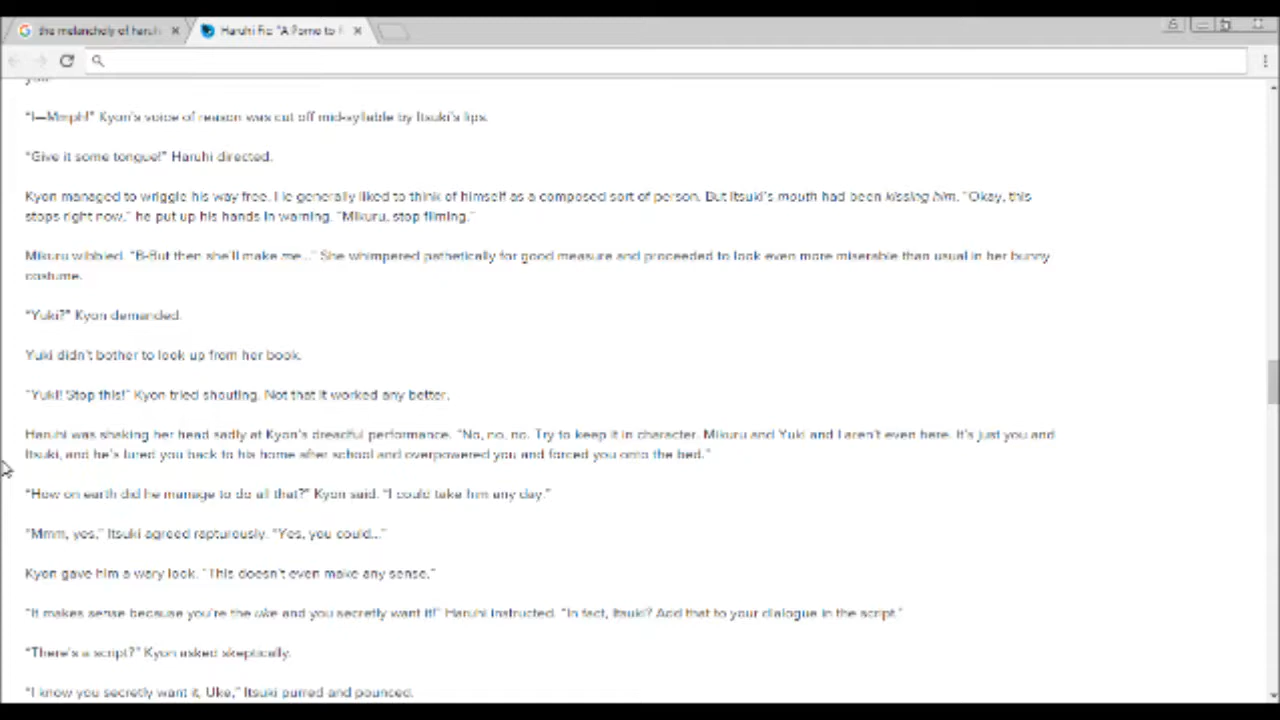 the melancholy of haruh
Haruhi Fic "A Porno to
"I—Mmph!" Kyon's voice of reason was cut off mid-syllable by Itsuki's lips.
"Give it some tongue!" Haruhi directed.
Kyon managed to wriggle his way free. He generally liked to think of himself as a composed sort of person. But Itsuki's mouth had been kissing him. "Okay, this
stops right now," he put up his hands in warning. "Mikuru, stop filming."
Mikuru wibbled. "B-But then she'll make me..." She whimpered pathetically for good measure and proceeded to look even more miserable than usual in her bunny
costume.
"Yuki?" Kyon demanded.
Yuki didn't bother to look up from her book.
"Yuki! Stop this!" Kyon tried shouting. Not that it worked any better.
Haruhi was shaking her head sadly at Kyon's dreadful performance. "No, no, no. Try to keep it in character. Mikuru and Yuki and I aren't even here. It's just you and
Itsuki, and he's lured you back to his home after school and overpowered you and forced you onto the bed."
"How on earth did he manage to do all that?" Kyon said. "I could take him any day."
"Mmm, yes," Itsuki agreed rapturously. "Yes, you could..."
Kyon gave him a wary look. "This doesn't even make any sense."
"It makes sense because you're the uke and you secretly want it!" Haruhi instructed. "In fact, Itsuki? Add that to your dialogue in the script."
"There's a script?" Kyon asked skeptically.
"I know you secretly want it, Uke," Itsuki purred and pounced.